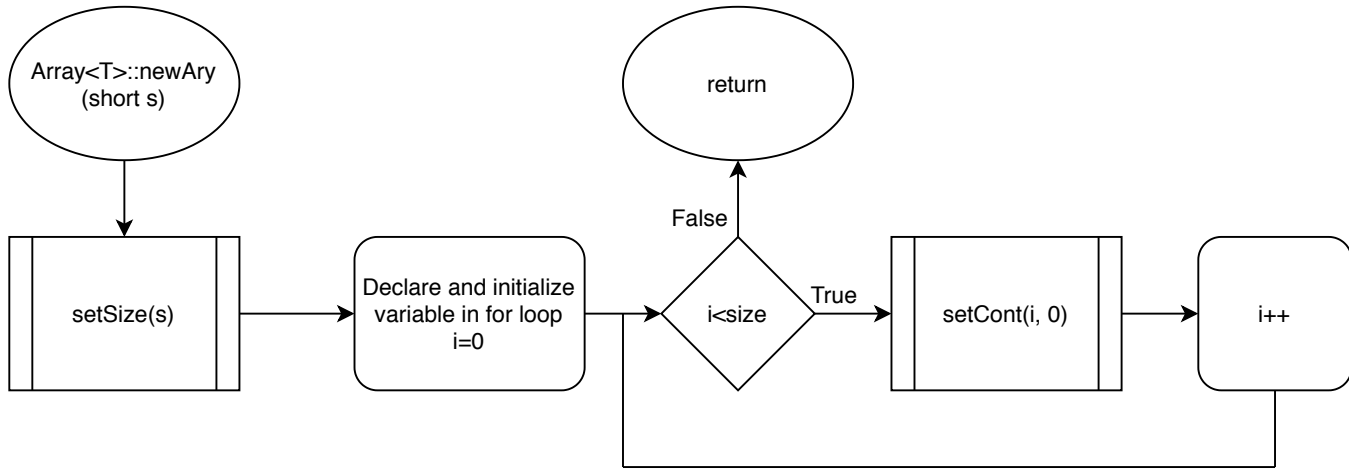 Array<T>::newAry
(short s)
return
False
setSize(s)
Declare and initialize
variable in for loop
i=0
i<size
True
setCont(i, 0)
i++